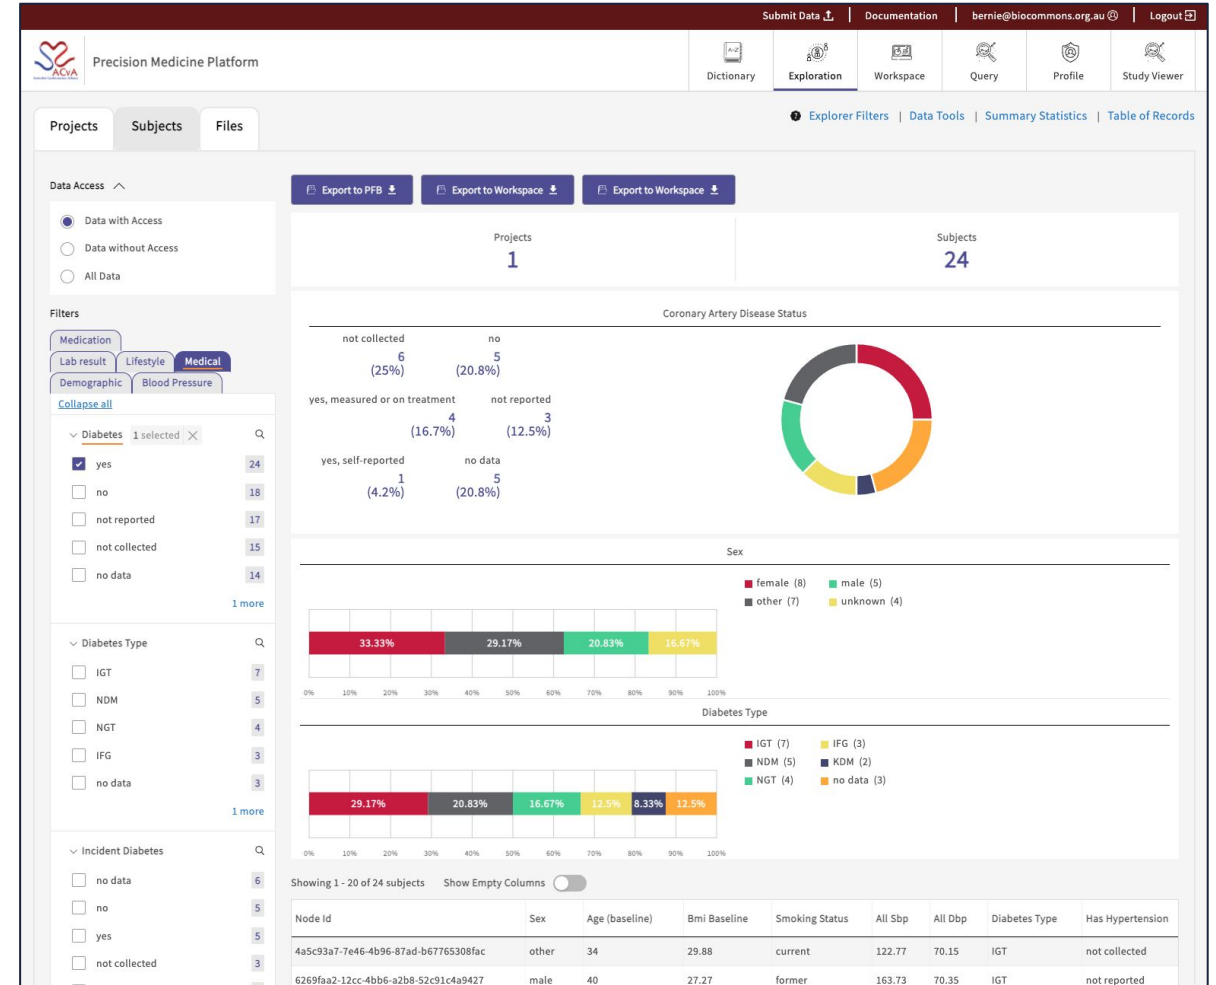 Submit Data
Documentation
bernie@biocommons.org.au
Logout
ACvA
Precision Medicine Platform
A-Z
Dictionary
Exploration
Workspace
Query
Profile
Study Viewer
Projects
Subjects
Files
? Explorer Filters | Data Tools | Summary Statistics | Table of Records
Data Access
Data with Access
Data without Access
All Data
Export to PFB
Export to Workspace
Export to Workspace
Projects
1
Subjects
24
Filters
Medication
Lab result
Lifestyle
Medical
Demographic
Blood Pressure
Collapse all
Diabetes 1 selected
yes 24
no 18
not reported 17
not collected 15
no data 14
1 more
Diabetes Type
IGT 7
NDM 5
NGT 4
IFG 3
no data 3
1 more
Incident Diabetes
no data 6
no 5
yes 5
not collected 3
Coronary Artery Disease Status
not collected
6
(25%)
no
5
(20.8%)
yes, measured or on treatment
4
(16.7%)
not reported
3
(12.5%)
yes, self-reported
1
(4.2%)
no data
5
(20.8%)
Sex
female (8)
male (5)
other (7)
unknown (4)
33.33% 29.17% 20.83% 16.67%
0% 10% 20% 30% 40% 50% 60% 70% 80% 90% 100%
Diabetes Type
IGT (7)
IFG (3)
NDM (5)
KDM (2)
NGT (4)
no data (3)
29.17% 20.83% 16.67% 12.5% 8.33% 12.5%
0% 10% 20% 30% 40% 50% 60% 70% 80% 90% 100%
Showing 1 - 20 of 24 subjects Show Empty Columns
Node Id Sex Age (baseline) Bmi Baseline Smoking Status All Sbp All Dbp Diabetes Type Has Hypertension
4a5c93a7-7e46-4b96-87ad-b67765308fac other 34 29.88 current 122.77 70.15 IGT not collected
6269faa2-12cc-4bb6-a2b8-52c91c4a9427 male 40 27.27 former 163.73 70.35 IGT not reported